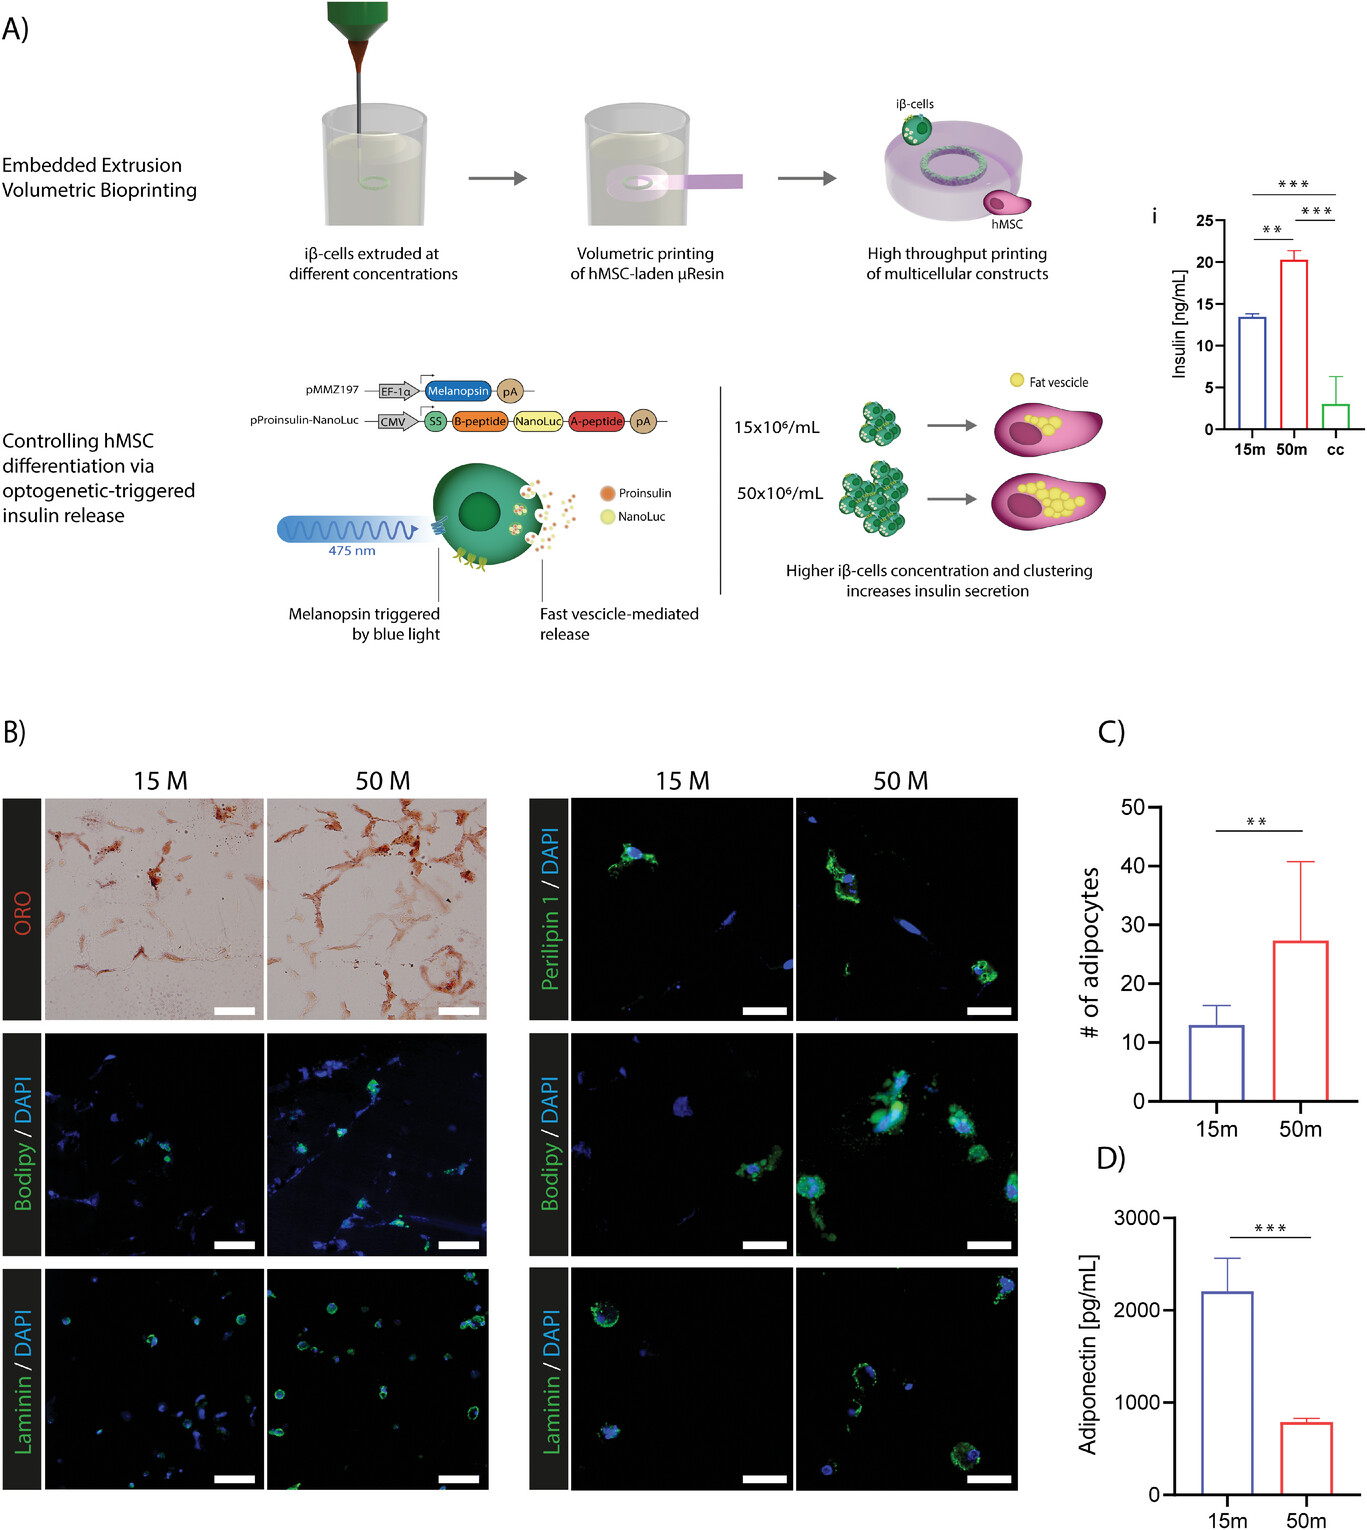 A)
Embedded Extrusion
Volumetric Bioprinting
iβ-cells extruded at
different concentrations
Volumetric printing
of hMSC-laden µResin
iβ-cells
hMSC
High throughput printing
of multicellular constructs
i
Insulin [ng/mL]
25
20
15
10
5
0
***
***
**
15m
50m
cc
Controlling hMSC
differentiation via
optogenetic-triggered
insulin release
pMMZ197
EF-1α
Melanopsin
pA
pProinsulin-NanoLuc
CMV
SS
B-peptide
NanoLuc
A-peptide
pA
475 nm
Proinsulin
NanoLuc
Melanopsin triggered
by blue light
Fast vescicle-mediated
release
Fat vescicle
15x10⁶/mL
50x10⁶/mL
Higher iβ-cells concentration and clustering
increases insulin secretion
B)
15 M
50 M
15 M
50 M
ORO
Perilipin 1 / DAPI
Bodipy / DAPI
Bodipy / DAPI
Laminin / DAPI
Laminin / DAPI
C)
# of adipocytes
50
40
30
20
10
0
**
15m
50m
D)
Adiponectin [pg/mL]
3000
2000
1000
0
***
15m
50m